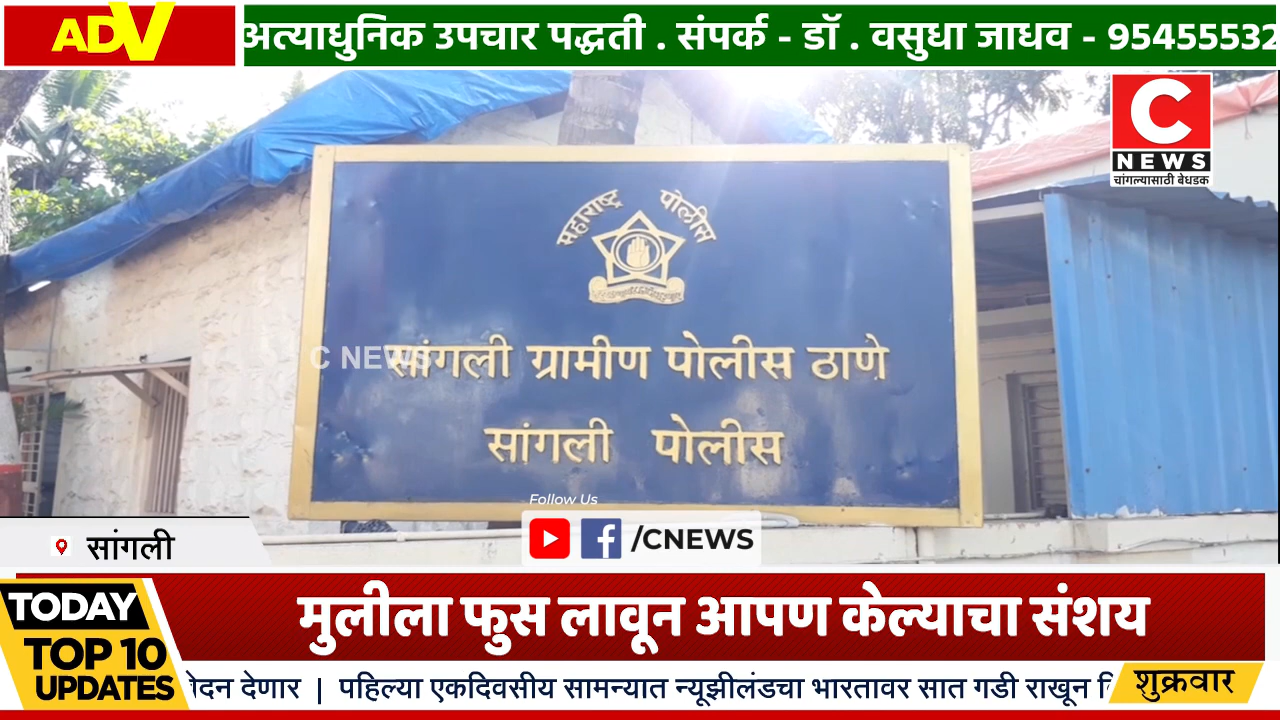 ADV
अत्याधुनिक उपचार पद्धती . संपर्क - डॉ . वसुधा जाधव - 95455532
C
NEWS
चांगल्यासाठी बेधडक
महाराष्ट्र पोलीस
C NEWS
सांगली ग्रामीण पोलीस ठाणे
सांगली पोलीस
Follow Us
/CNEWS
सांगली
TODAY
TOP 10
UPDATES
मुलीला फुस लावून आपण केल्याचा संशय
देणार | पहिल्या एकदिवसीय सामन्यात न्यूझीलंडचा भारतावर सात गडी राखून
शुक्रवार